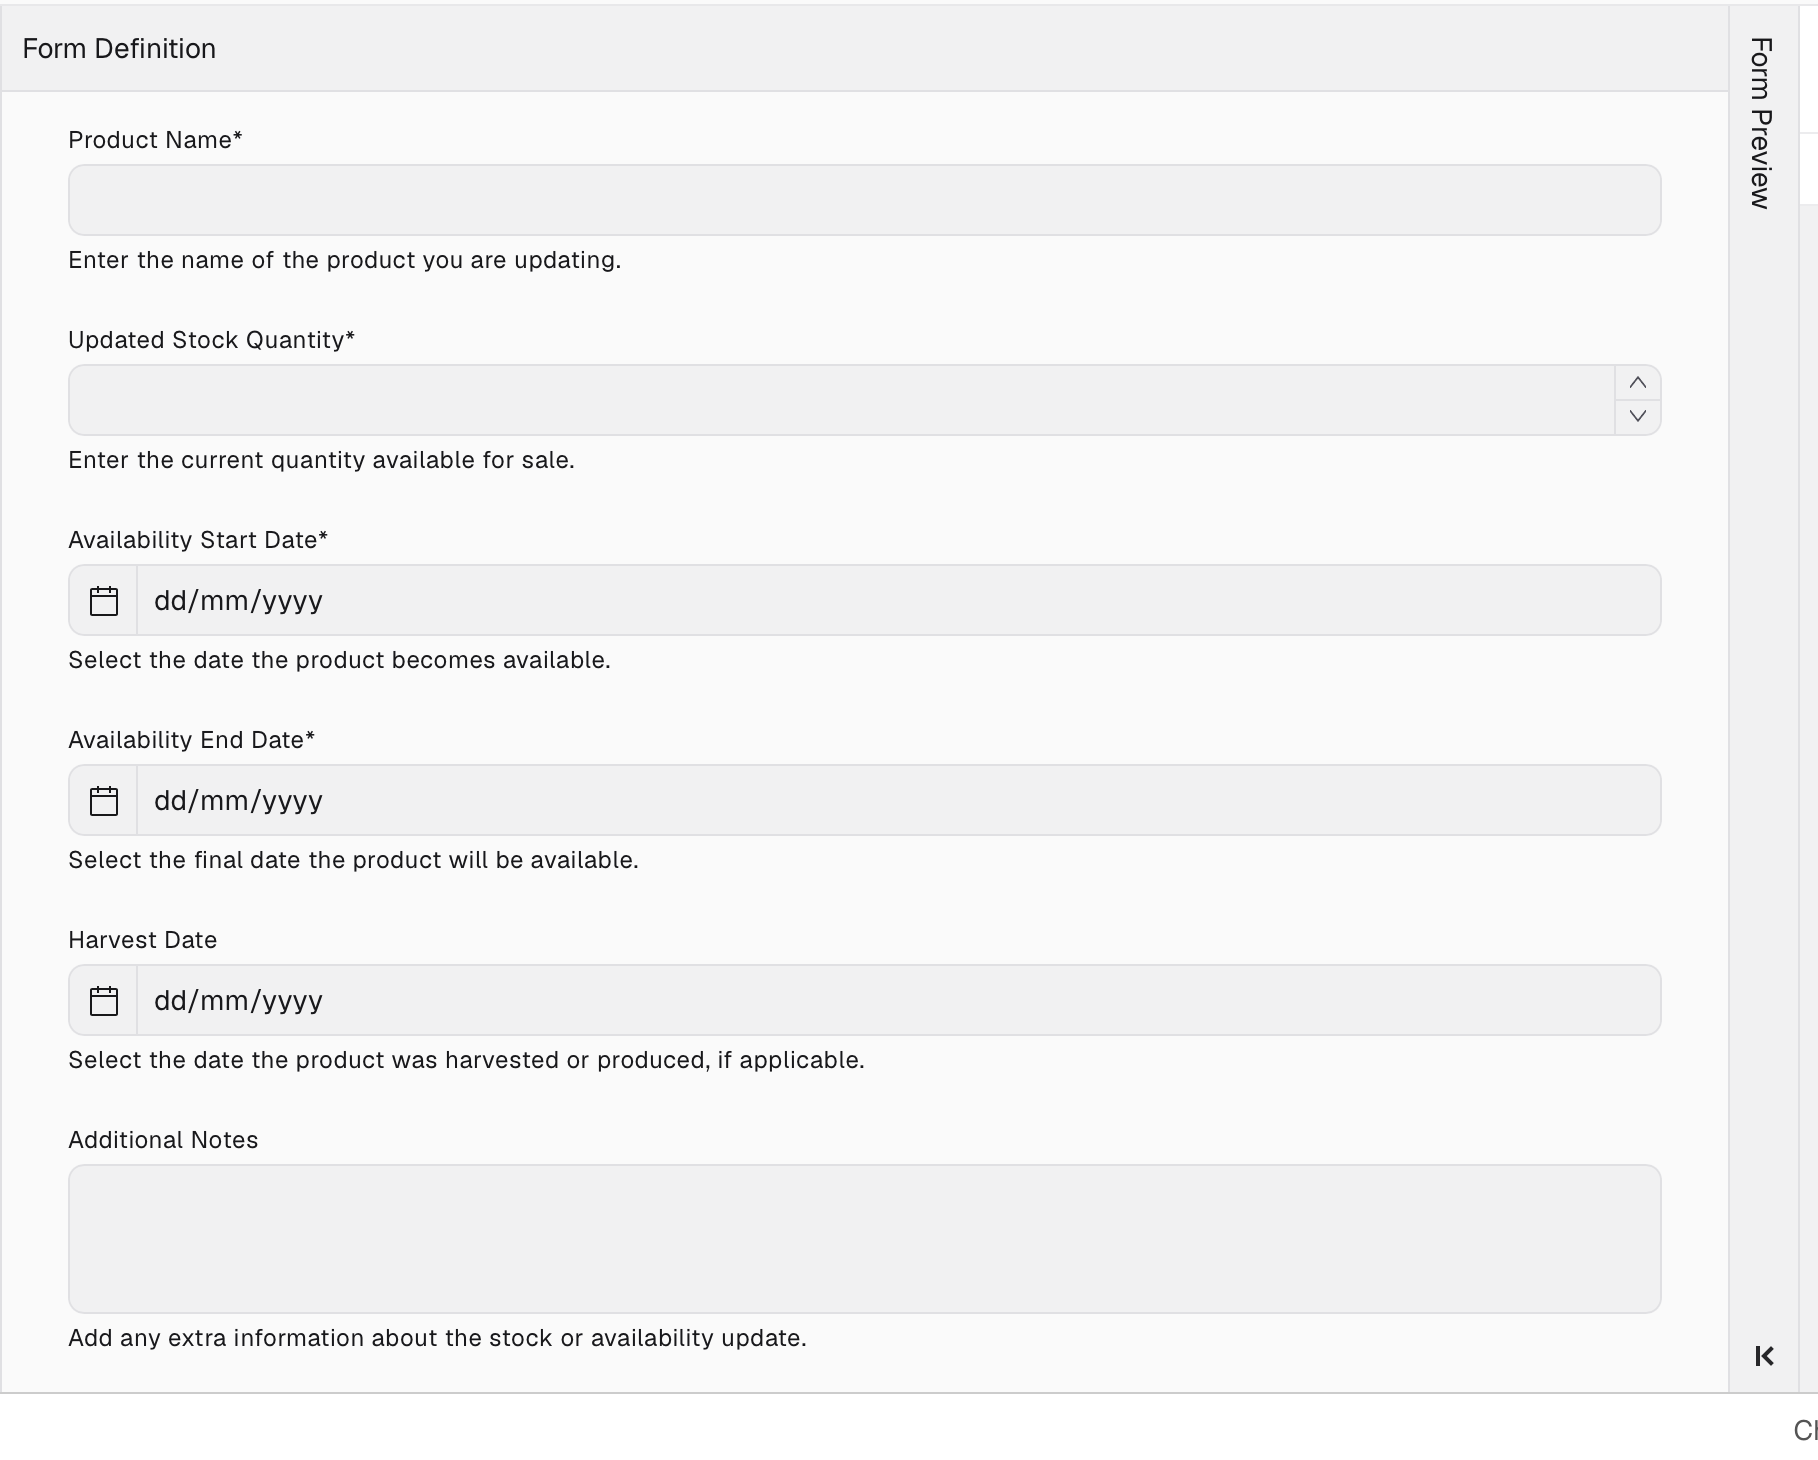 Form Definition
Product Name*
Enter the name of the product you are updating.
Updated Stock Quantity*
Enter the current quantity available for sale.
Availability Start Date*
dd/mm/yyyy
Select the date the product becomes available.
Availability End Date*
dd/mm/yyyy
Select the final date the product will be available.
Harvest Date
dd/mm/yyyy
Select the date the product was harvested or produced, if applicable.
Additional Notes
Add any extra information about the stock or availability update.
Form Preview